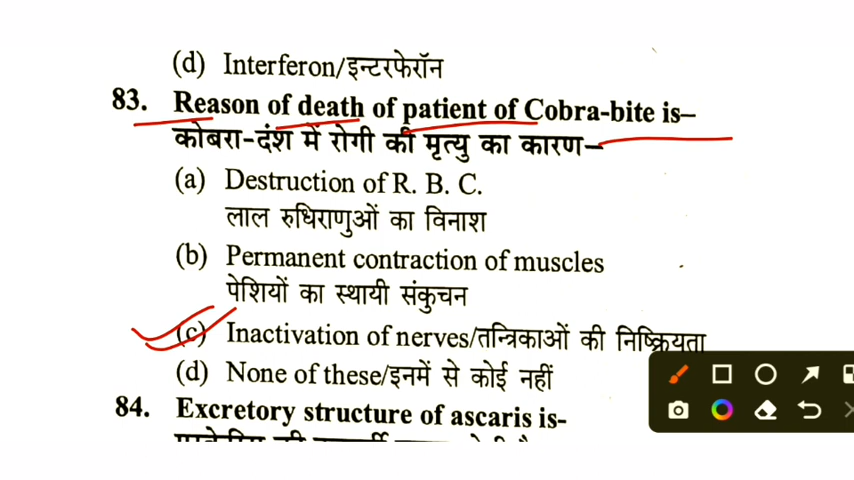 (d) Interferon/इन्टरफेरॉन
83. Reason of death of patient of Cobra-bite is–
कोबरा-दंश में रोगी की मृत्यु का कारण–
(a) Destruction of R. B. C.
लाल रुधिराणुओं का विनाश
(b) Permanent contraction of muscles
पेशियों का स्थायी संकुचन
(c) Inactivation of nerves/तन्त्रिकाओं की निष्क्रियता
(d) None of these/इनमें से कोई नहीं
84. Excretory structure of ascaris is-